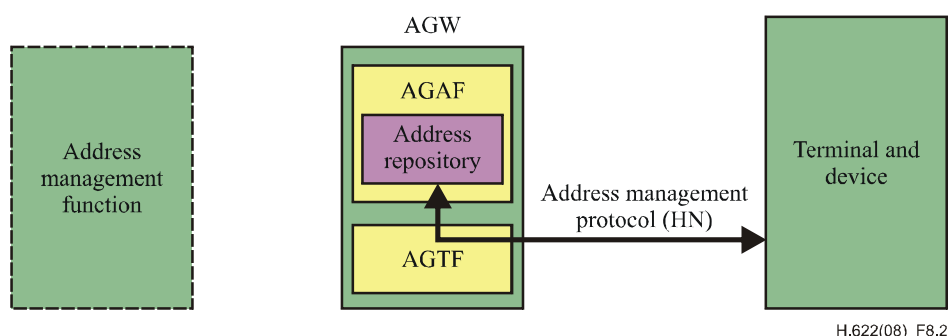 AGW
AGAF
Address
repository
AGTF
Address
management
function
Address management
protocol (HN)
Terminal and
device
H.622(08)_F8.2